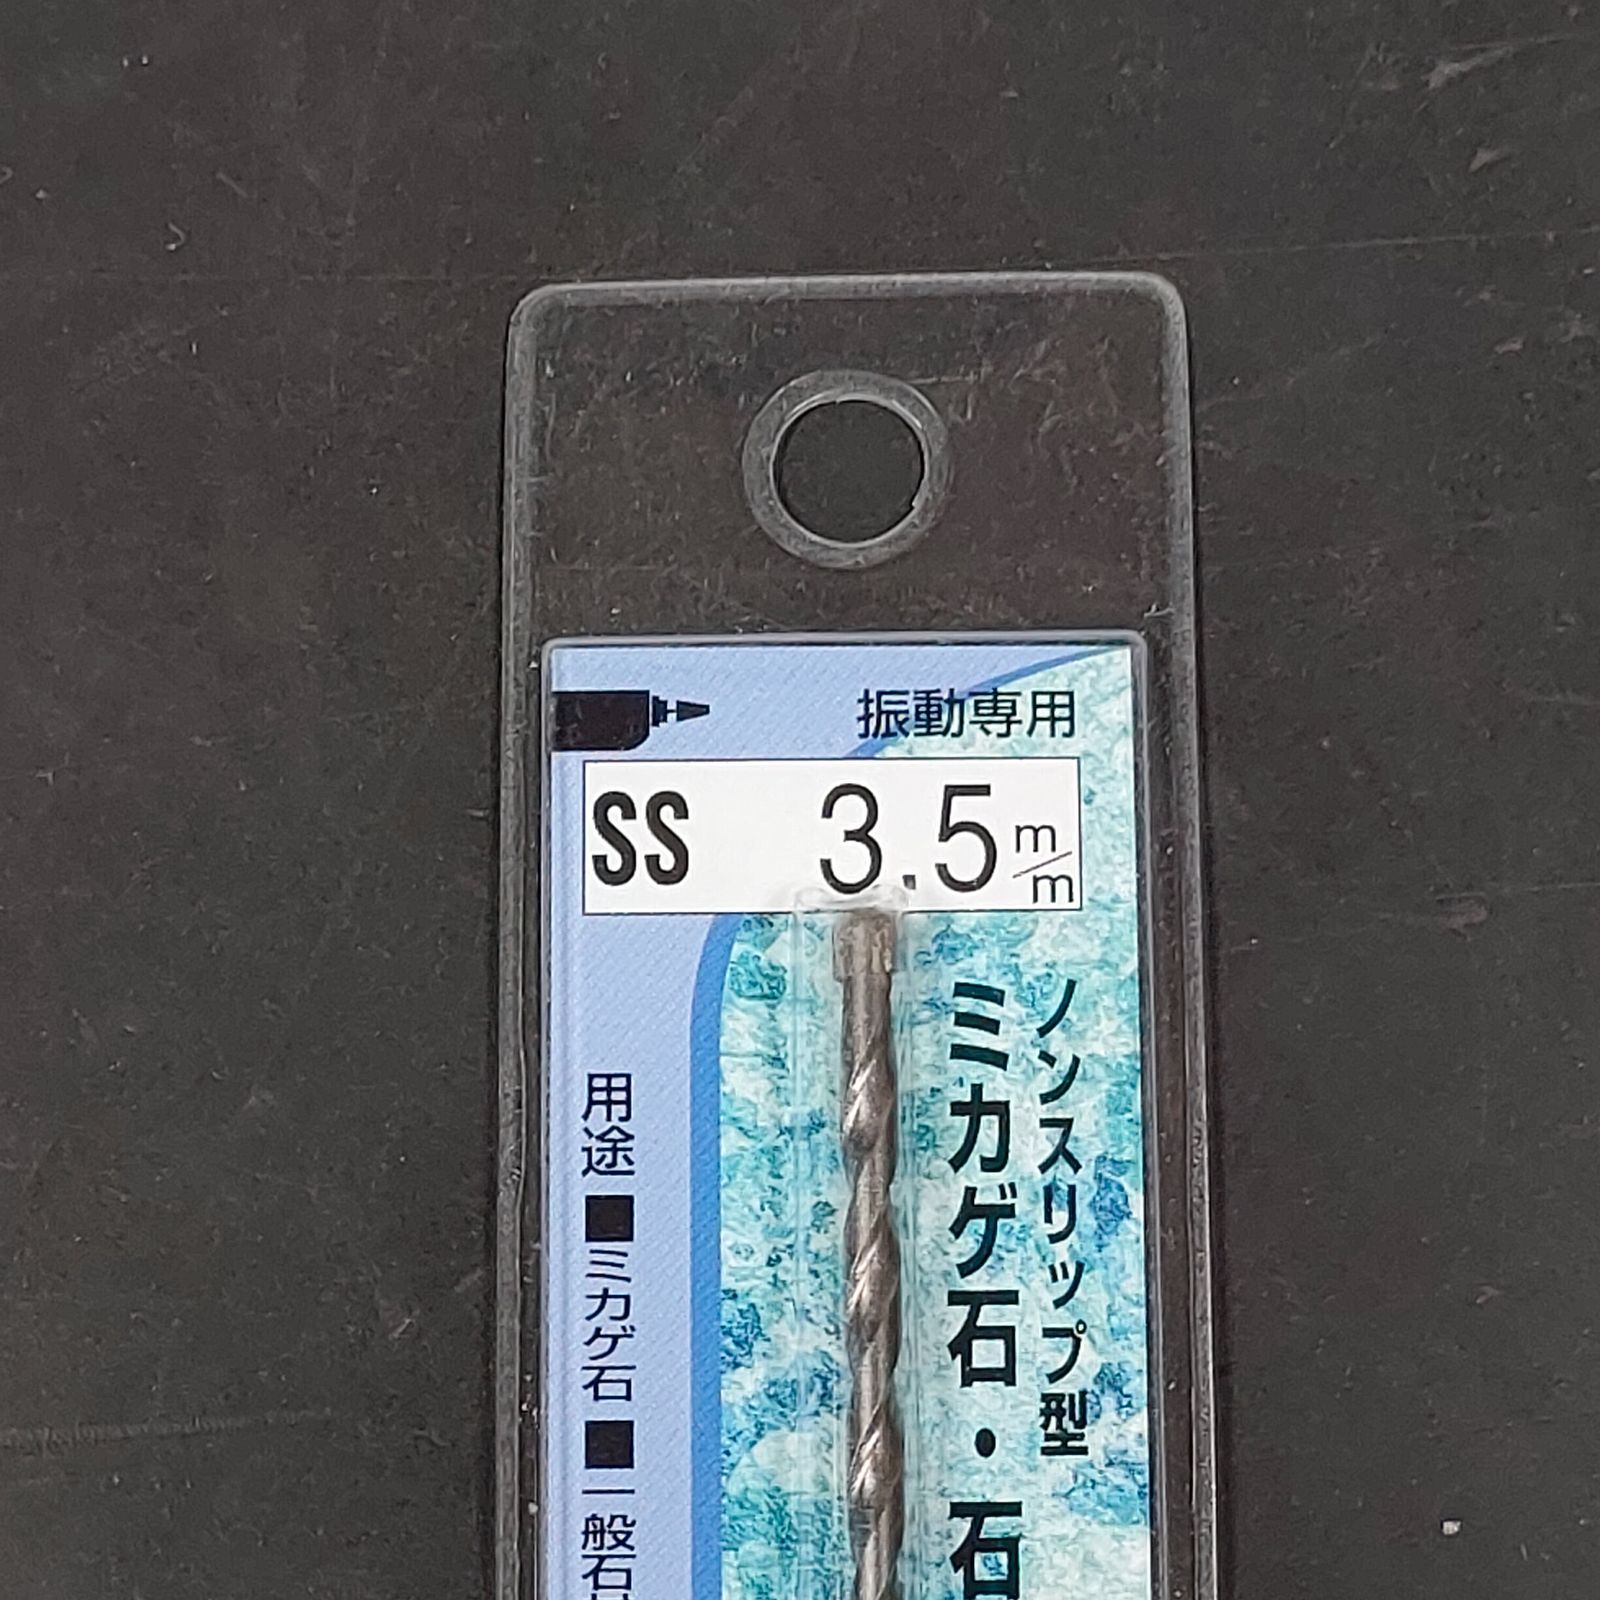 振動専用
SS 3.5m/m
ノンスリップ型
ミカゲ石・石
用途■ミカゲ石■一般石